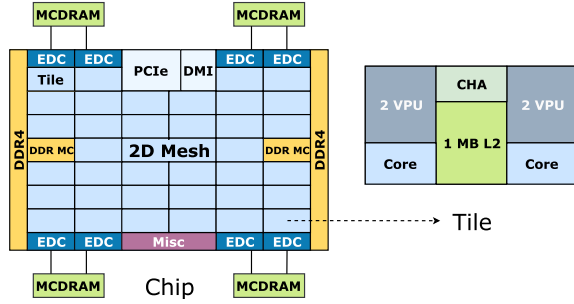 MCDRAM
MCDRAM
EDC
EDC
PCIe
DMI
EDC
EDC
Tile
DDR4
DDR MC
2D Mesh
DDR MC
DDR4
CHA
2 VPU
2 VPU
1 MB L2
Core
Core
Tile
EDC
EDC
Misc
EDC
EDC
MCDRAM
Chip
MCDRAM